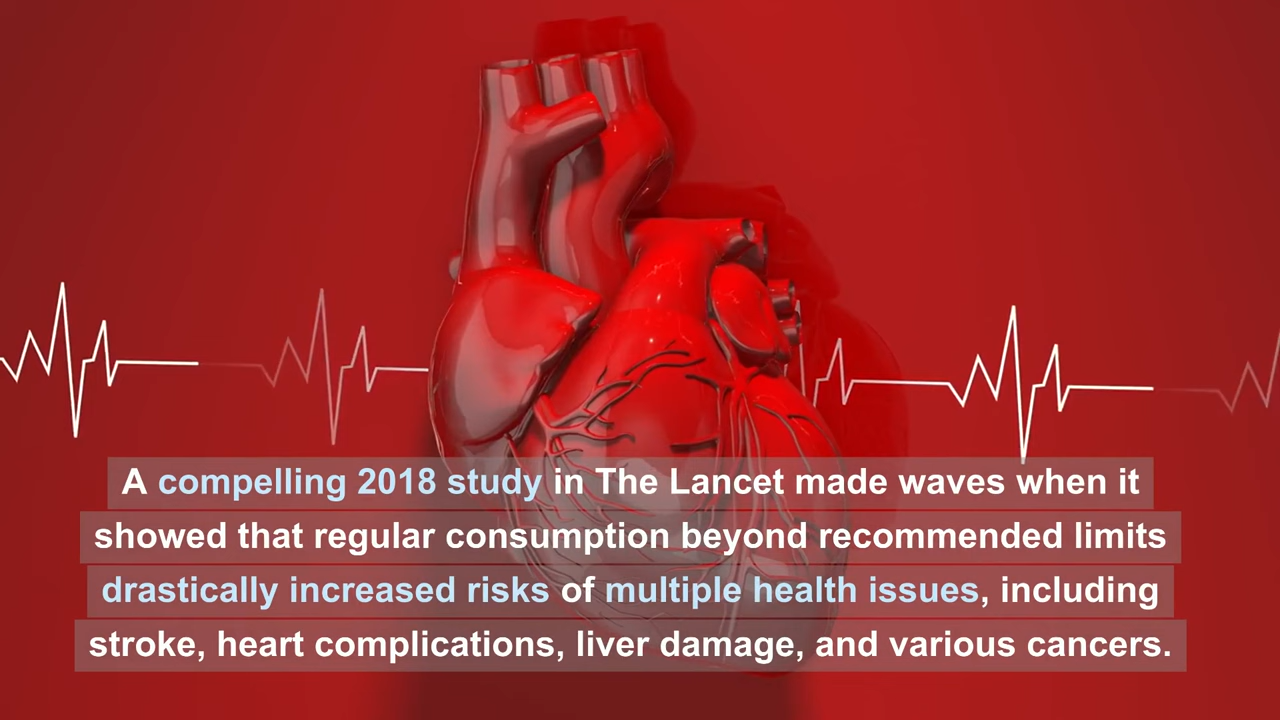 A compelling 2018 study in The Lancet made waves when it
showed that regular consumption beyond recommended limits
drastically increased risks of multiple health issues, including
stroke, heart complications, liver damage, and various cancers.